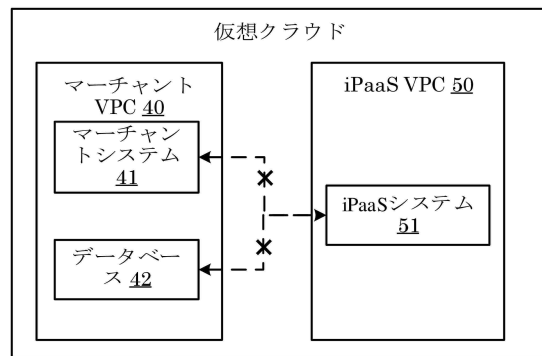 仮想クラウド
マーチャント
VPC 40
マーチャン
トシステム
41
データベー
ス 42
iPaaS VPC 50
iPaaSシステム
51